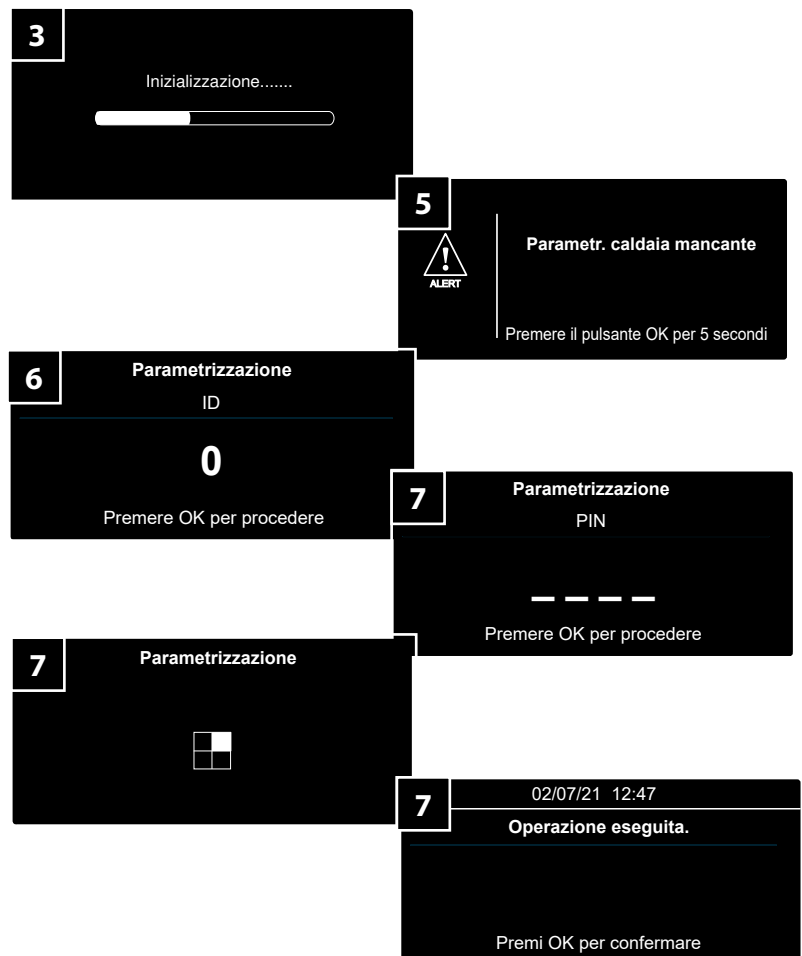 3
Inizializzazione.......
5
ALERT
Parametr. caldaia mancante
Premere il pulsante OK per 5 secondi
6
Parametrizzazione
ID
0
Premere OK per procedere
7
Parametrizzazione
PIN
_ _ _ _
Premere OK per procedere
7
Parametrizzazione
7
02/07/21 12:47
Operazione eseguita.
Premi OK per confermare